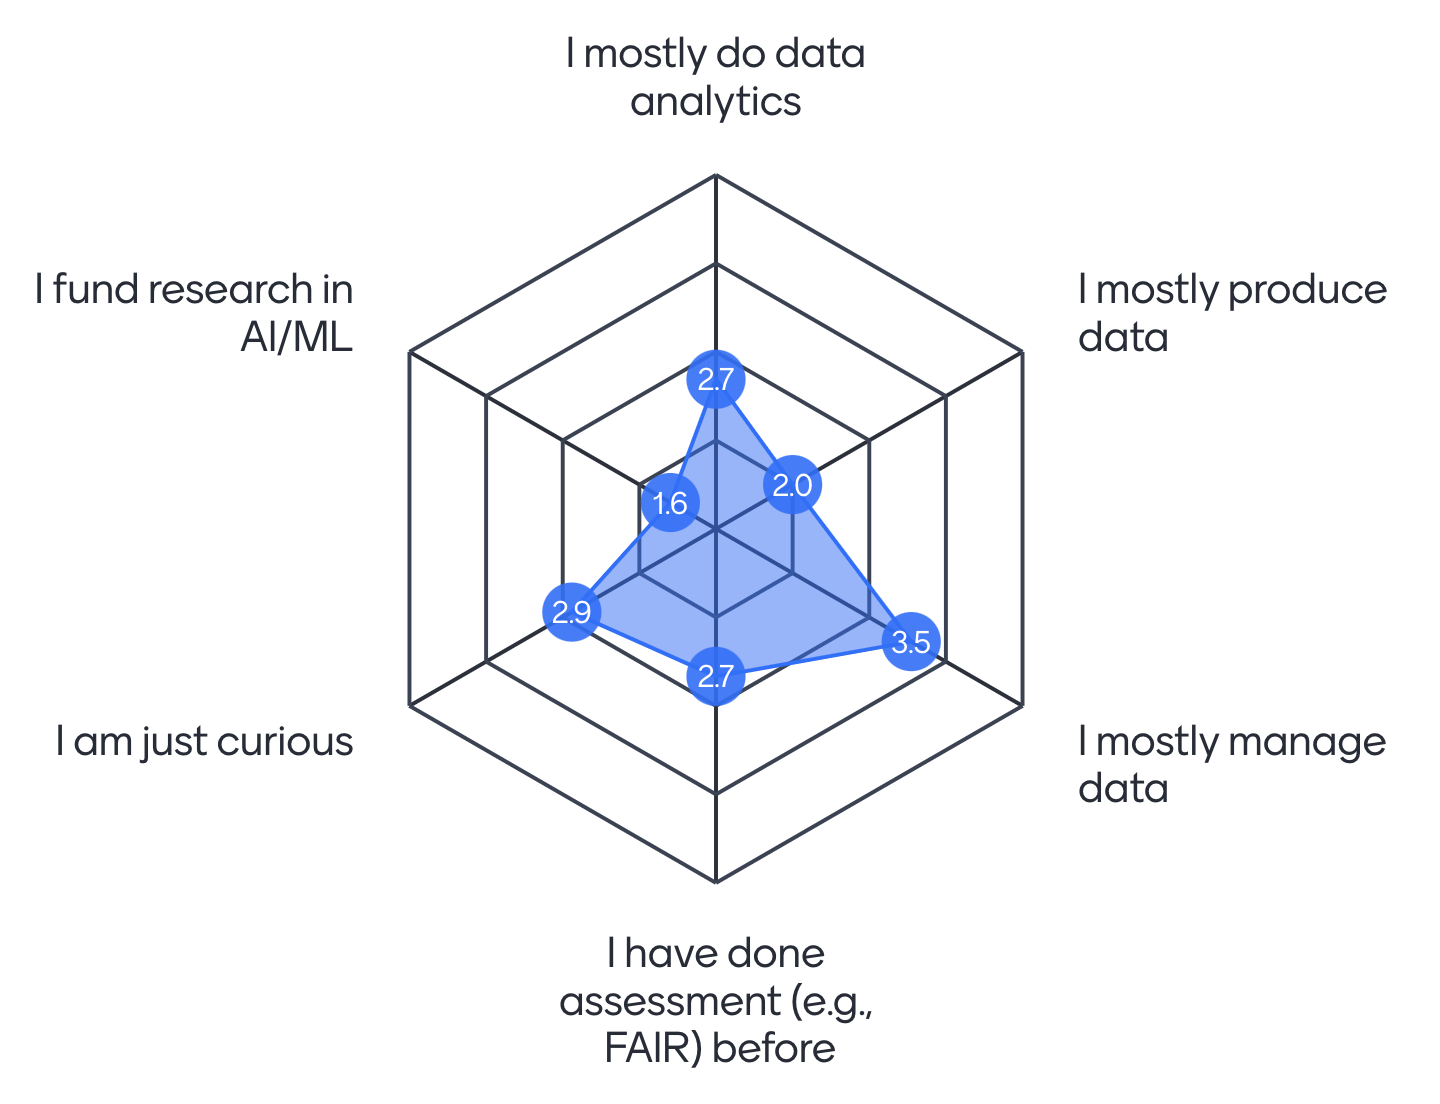 I mostly do data
analytics
I fund research in
AI/ML
I mostly produce
data
2.7
2.0
1.6
2.9
3.5
2.7
I am just curious
I mostly manage
data
I have done
assessment (e.g.,
FAIR) before